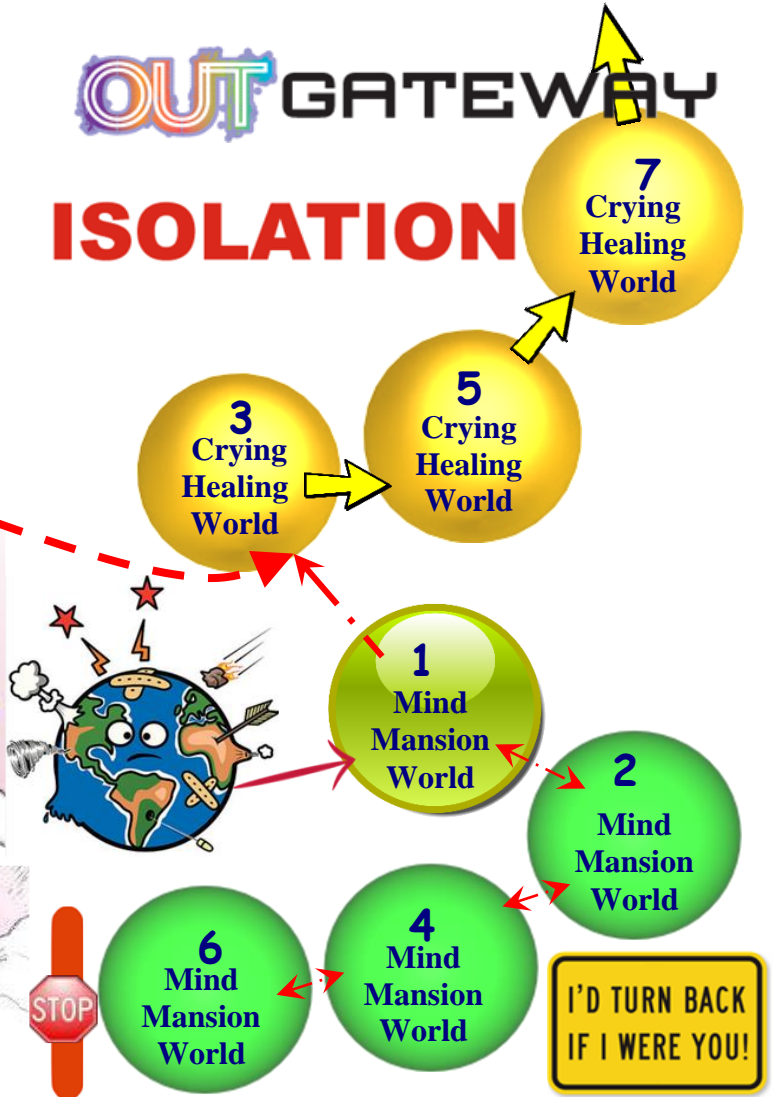 OUT GATEWAY
ISOLATION
7
Crying
Healing
World
5
Crying
Healing
World
3
Crying
Healing
World
1
Mind
Mansion
World
2
Mind
Mansion
World
4
Mind
Mansion
World
6
Mind
Mansion
World
STOP
I'D TURN BACK
IF I WERE YOU!